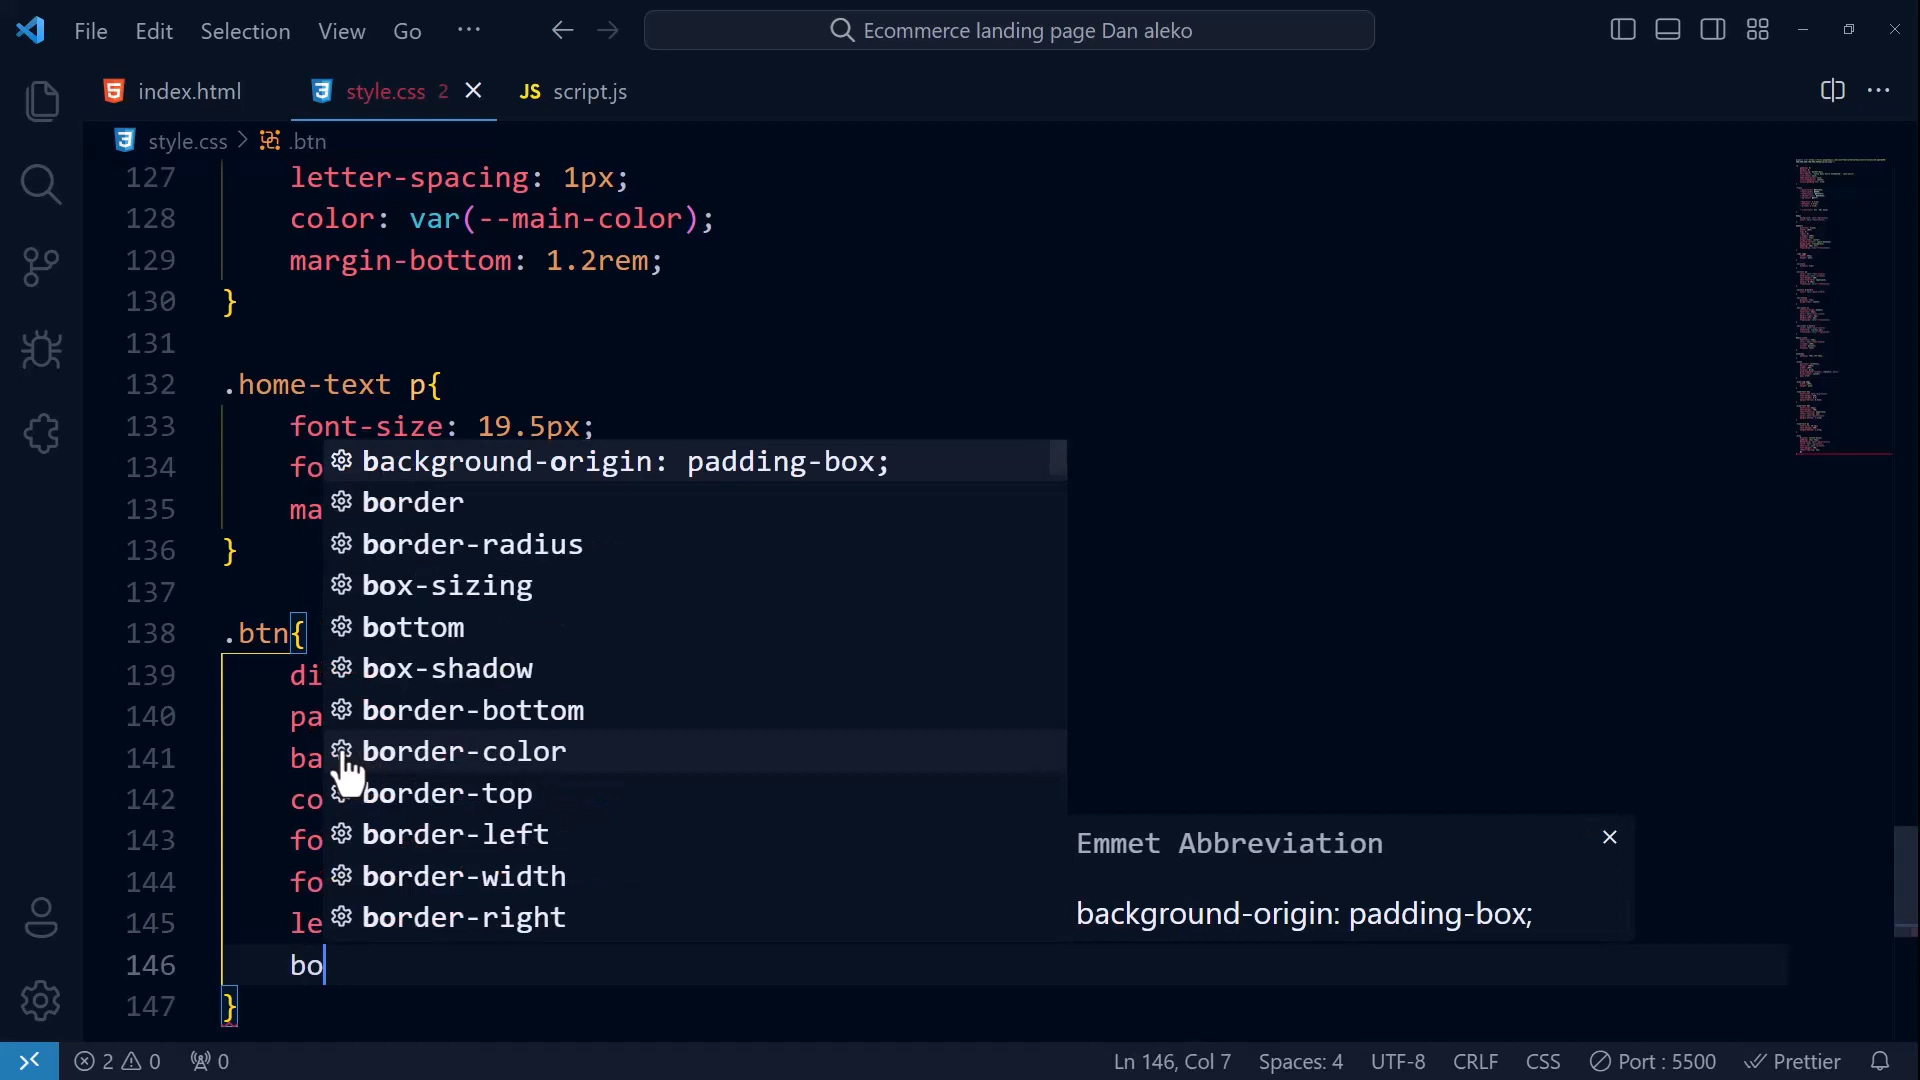 File Edit Selection View Go ··· Ecommerce landing page Dan aleko
index.html style.css 2 JS script.js
style.css > .btn
127 letter-spacing: 1px;
128 color: var(--main-color);
129 margin-bottom: 1.2rem;
130 }
131
132 .home-text p{
133 font-size: 19.5px;
134 fo
135 ma
136 }
137
138 .btn{
139 di
140 pa
141 ba
142 co
143 fo
144 fo
145 le
146 bo
147 }
background-origin: padding-box;
border
border-radius
box-sizing
bottom
box-shadow
border-bottom
border-color
border-top
border-left
border-width
border-right
Emmet Abbreviation
background-origin: padding-box;
2 0 0 Ln 146, Col 7 Spaces: 4 UTF-8 CRLF CSS Port : 5500 Prettier